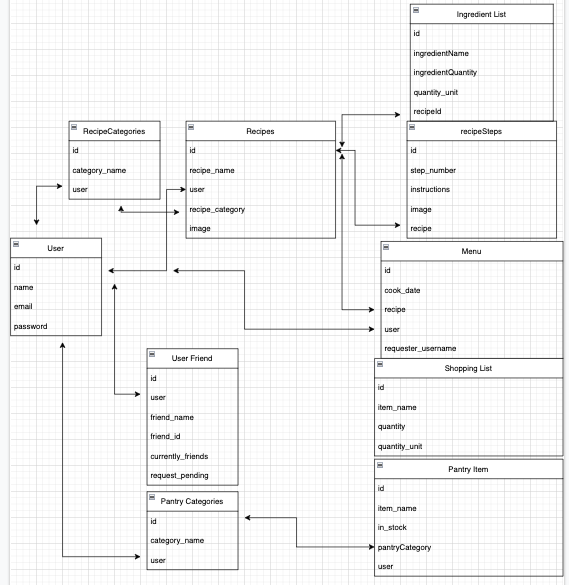 Ingredient List
id
ingredientName
ingredientQuantity
quantity_unit
recipeId
RecipeCategories
id
category_name
user
Recipes
id
recipe_name
user
recipe_category
image
recipeSteps
id
step_number
instructions
image
recipe
User
id
name
email
password
Menu
id
cook_date
recipe
user
requester_username
User Friend
id
user
friend_name
friend_id
currently_friends
request_pending
Shopping List
id
item_name
quantity
quantity_unit
Pantry Categories
id
category_name
user
Pantry Item
id
item_name
in_stock
pantryCategory
user